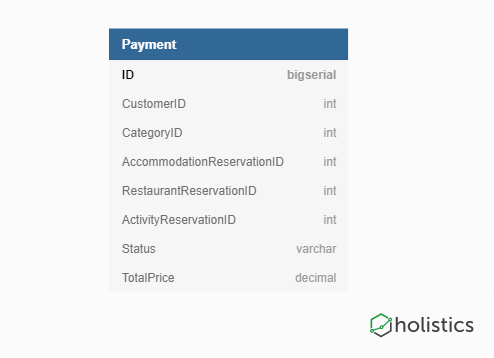 Payment
ID bigserial
CustomerID int
CategoryID int
AccommodationReservationID int
RestaurantReservationID int
ActivityReservationID int
Status varchar
TotalPrice decimal
holistics